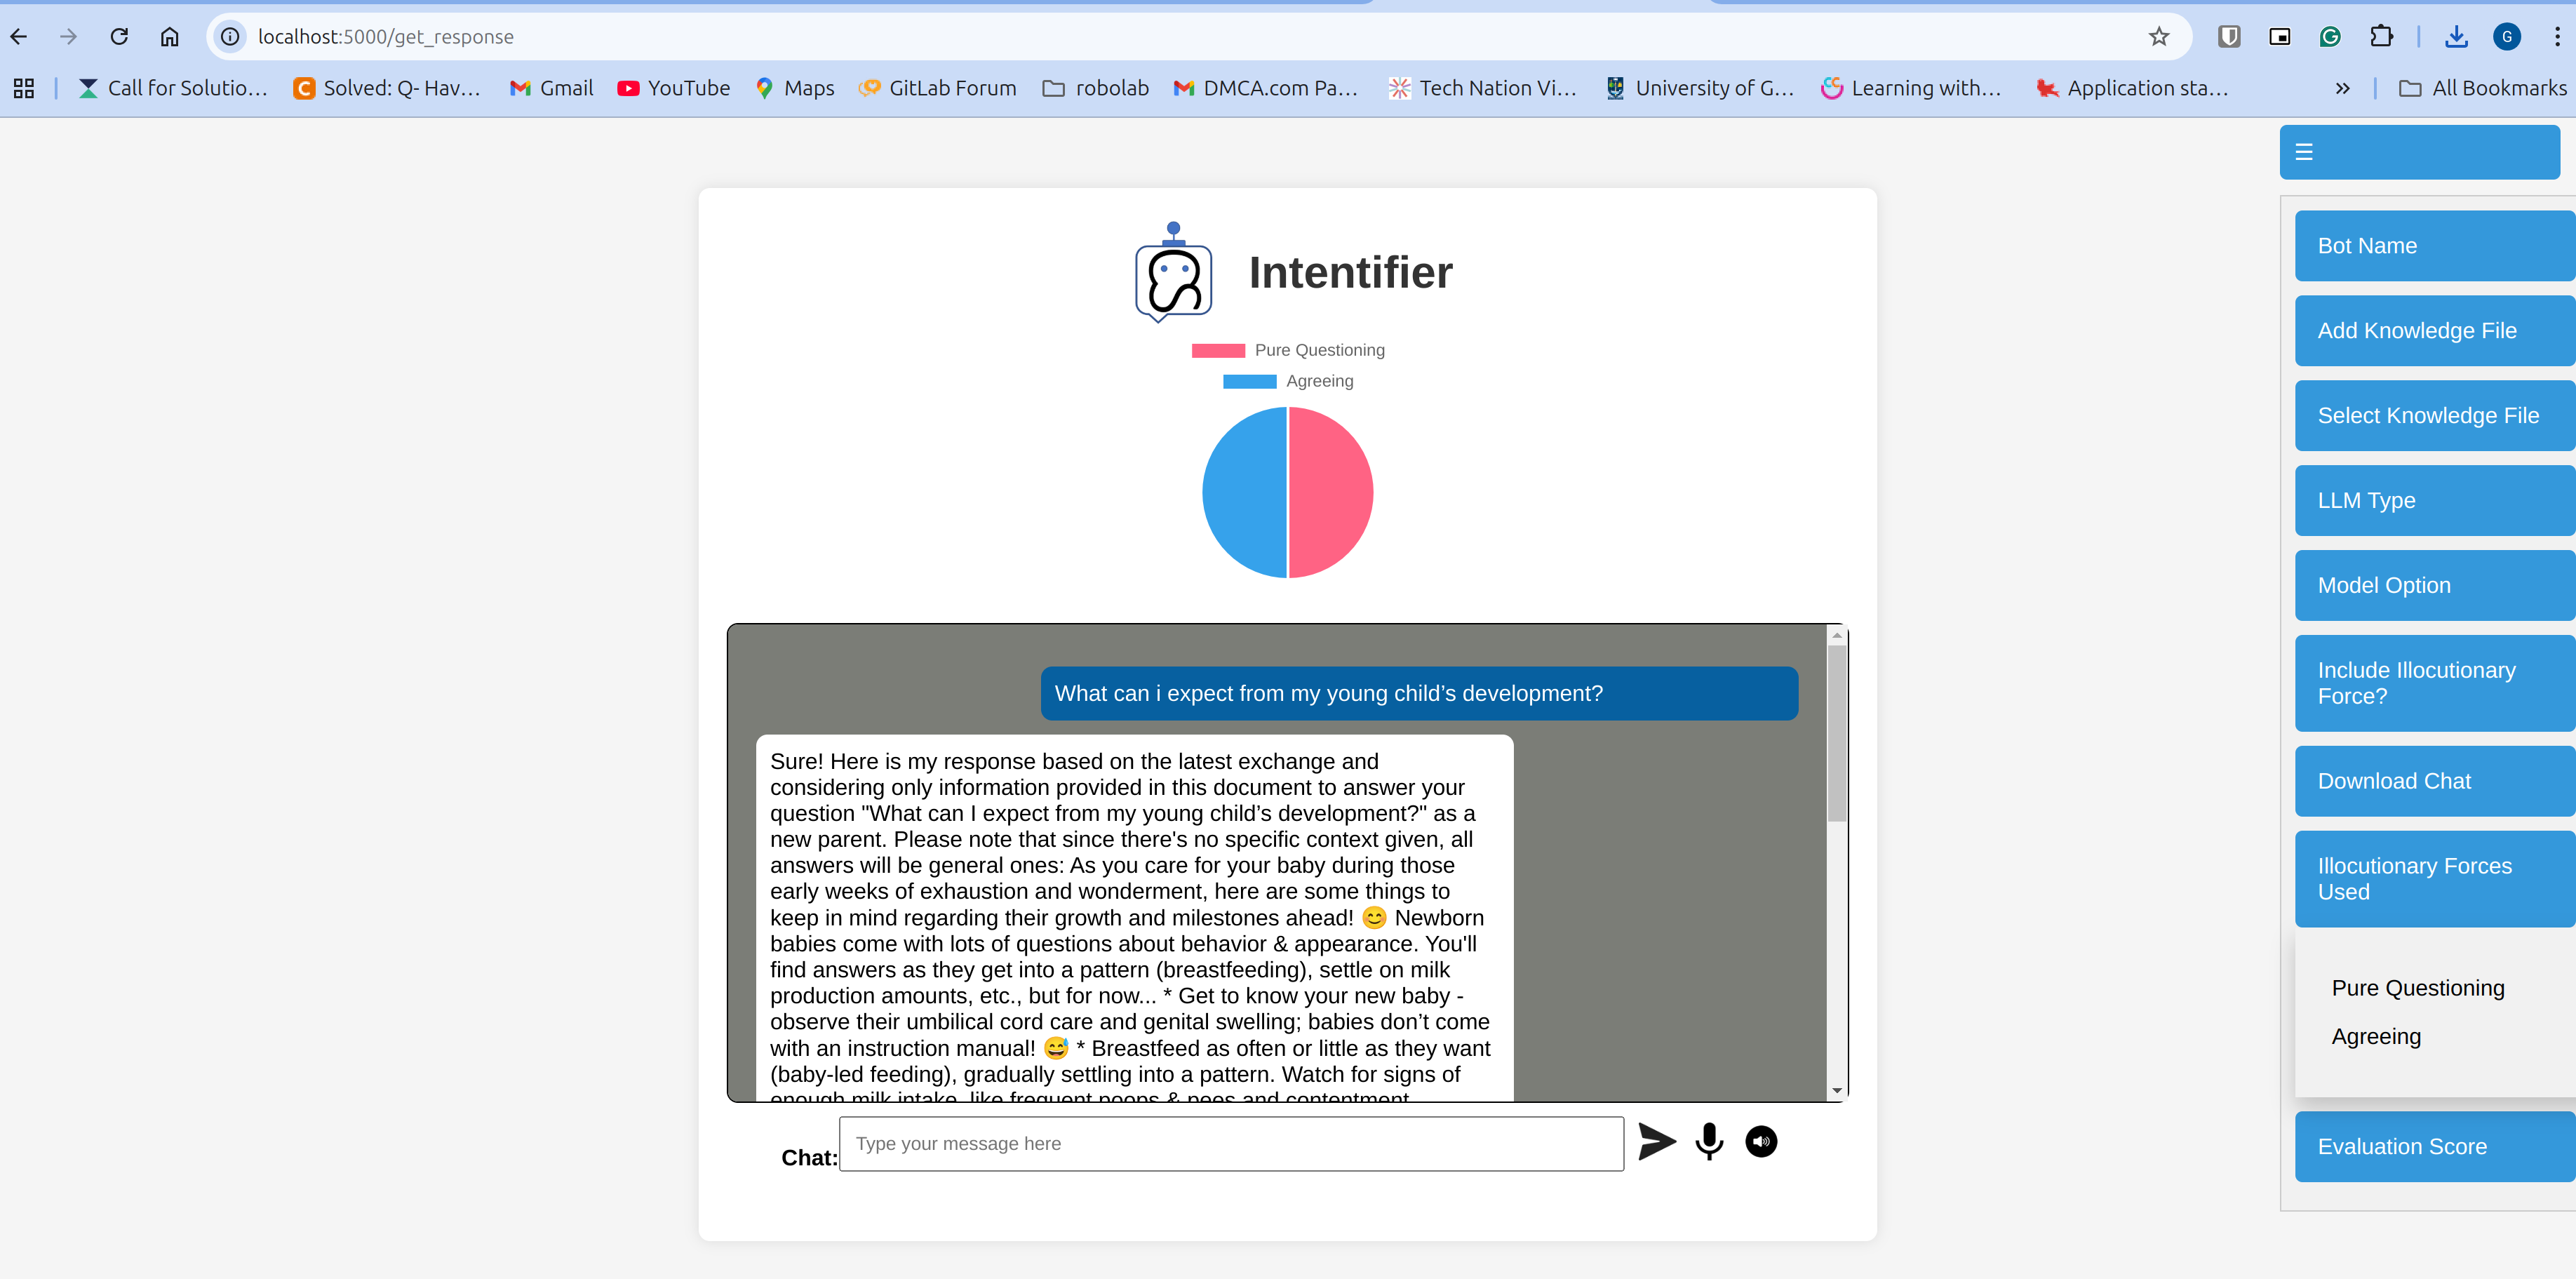 localhost:5000/get_response
G
Call for Solutio...
Solved: Q- Hav...
Gmail
YouTube
Maps
GitLab Forum
robolab
DMCA.com Pa...
Tech Nation Vi...
University of G...
Learning with...
Application sta...
»
All Bookmarks
Intentifier
Pure Questioning
Agreeing
What can i expect from my young child’s development?
Sure! Here is my response based on the latest exchange and
considering only information provided in this document to answer your
question "What can I expect from my young child’s development?" as a
new parent. Please note that since there's no specific context given, all
answers will be general ones: As you care for your baby during those
early weeks of exhaustion and wonderment, here are some things to
keep in mind regarding their growth and milestones ahead! 😊 Newborn
babies come with lots of questions about behavior & appearance. You'll
find answers as they get into a pattern (breastfeeding), settle on milk
production amounts, etc., but for now... * Get to know your new baby -
observe their umbilical cord care and genital swelling; babies don’t come
with an instruction manual! 😅 * Breastfeed as often or little as they want
(baby-led feeding), gradually settling into a pattern. Watch for signs of
enough milk intake, like frequent poops & pees and contentment
Chat:
Type your message here
Bot Name
Add Knowledge File
Select Knowledge File
LLM Type
Model Option
Include Illocutionary
Force?
Download Chat
Illocutionary Forces
Used
Pure Questioning
Agreeing
Evaluation Score